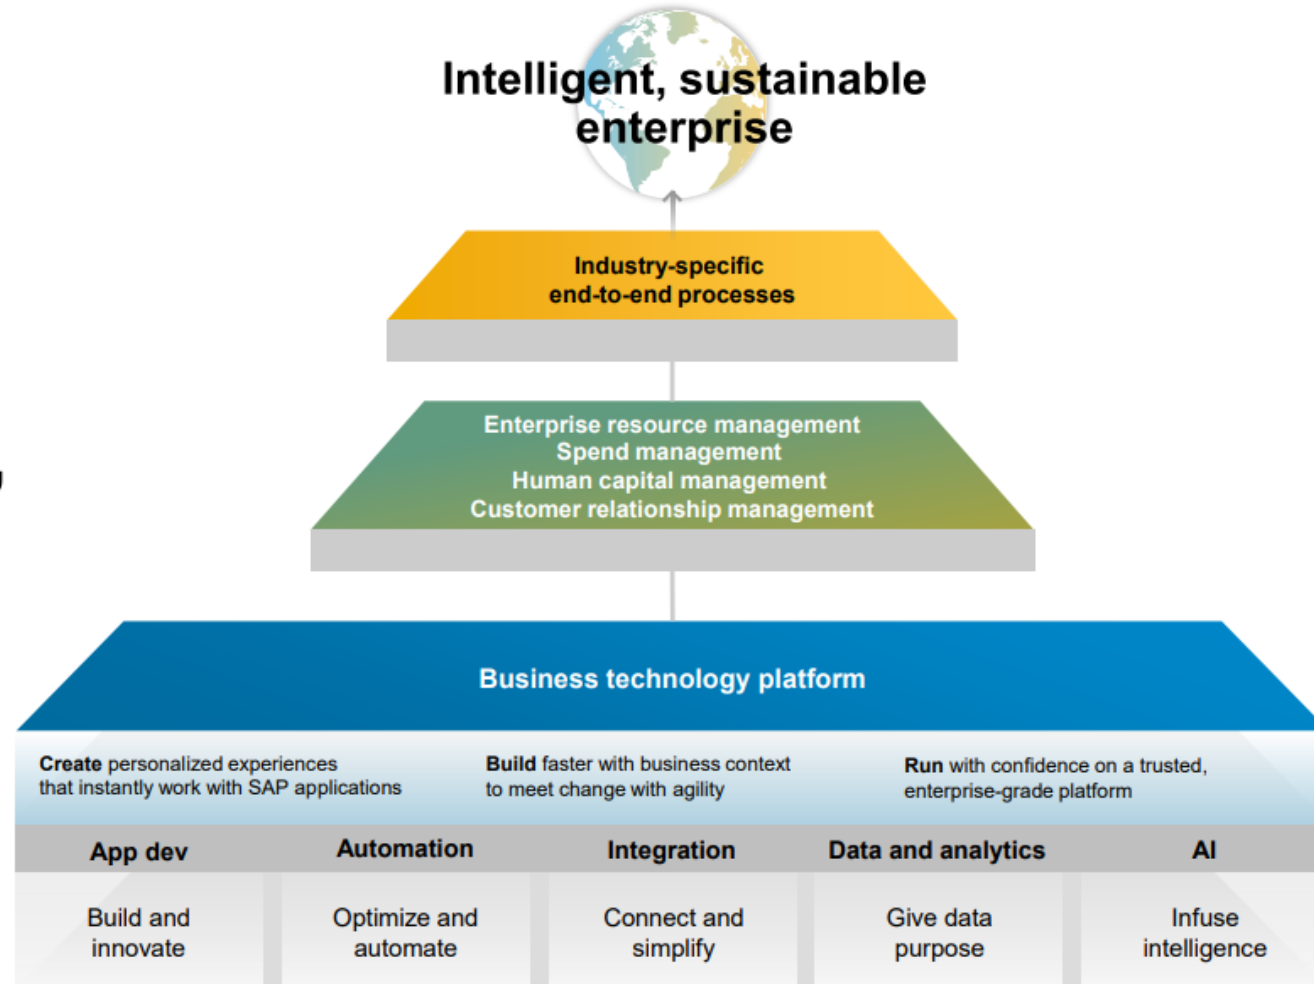 Intelligent, sustainable
enterprise
Industry-specific
end-to-end processes
Enterprise resource management
Spend management
Human capital management
Customer relationship management
Business technology platform
Create personalized experiences
that instantly work with SAP applications
Build faster with business context
to meet change with agility
Run with confidence on a trusted,
enterprise-grade platform
App dev
Automation
Integration
Data and analytics
AI
Build and
innovate
Optimize and
automate
Connect and
simplify
Give data
purpose
Infuse
intelligence